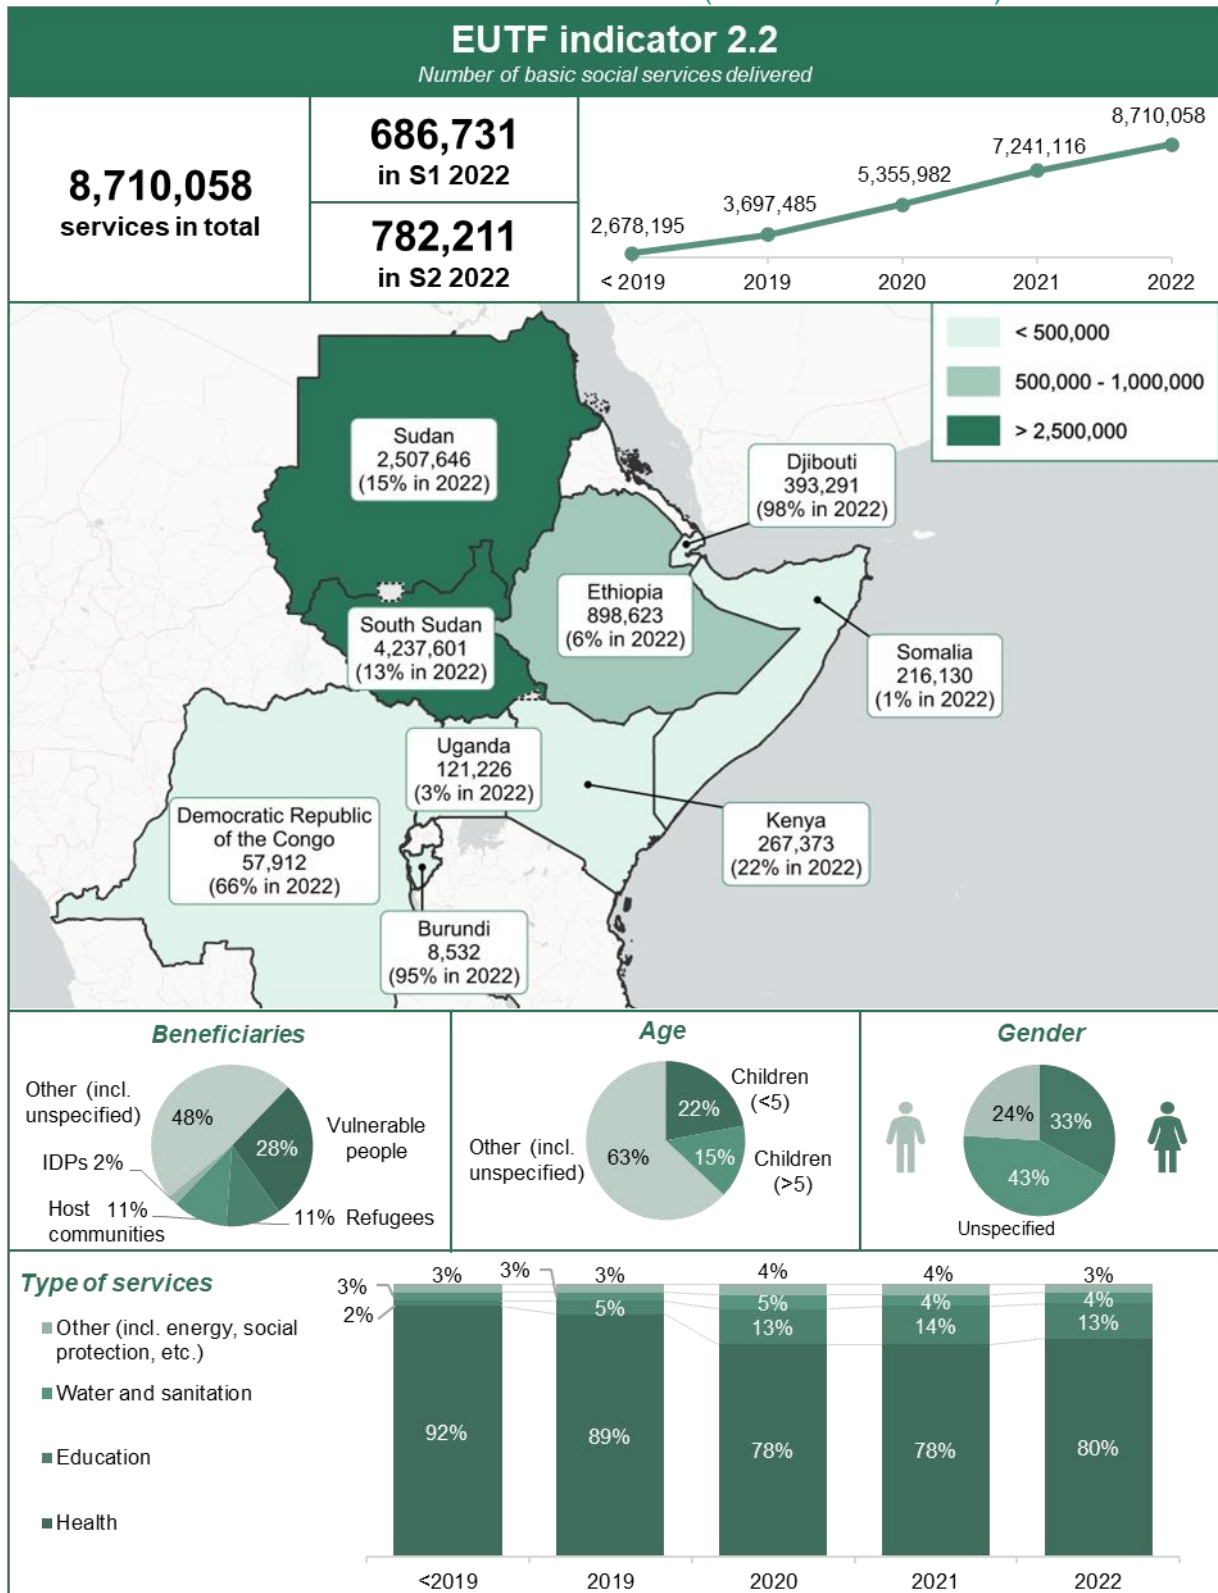 EUTF indicator 2.2
Number of basic social services delivered
8,710,058
services in total
686,731
in S1 2022
782,211
in S2 2022
2,678,195
3,697,485
5,355,982
7,241,116
8,710,058
< 2019
2019
2020
2021
2022
< 500,000
500,000 - 1,000,000
> 2,500,000
Sudan
2,507,646
(15% in 2022)
Djibouti
393,291
(98% in 2022)
Ethiopia
898,623
(6% in 2022)
South Sudan
4,237,601
(13% in 2022)
Somalia
216,130
(1% in 2022)
Uganda
121,226
(3% in 2022)
Democratic Republic
of the Congo
57,912
(66% in 2022)
Kenya
267,373
(22% in 2022)
Burundi
8,532
(95% in 2022)
Beneficiaries
Other (incl.
unspecified)
48%
Vulnerable
people
28%
IDPs 2%
Host 11%
communities
11% Refugees
Age
Children
(<5)
22%
Other (incl.
unspecified)
63%
15%
Children
(>5)
Gender
24%
33%
43%
Unspecified
Type of services
Other (incl. energy, social
protection, etc.)
Water and sanitation
Education
Health
3%
3%
2%
92%
3%
3%
5%
89%
4%
5%
13%
78%
4%
4%
14%
78%
3%
4%
13%
80%
<2019
2019
2020
2021
2022